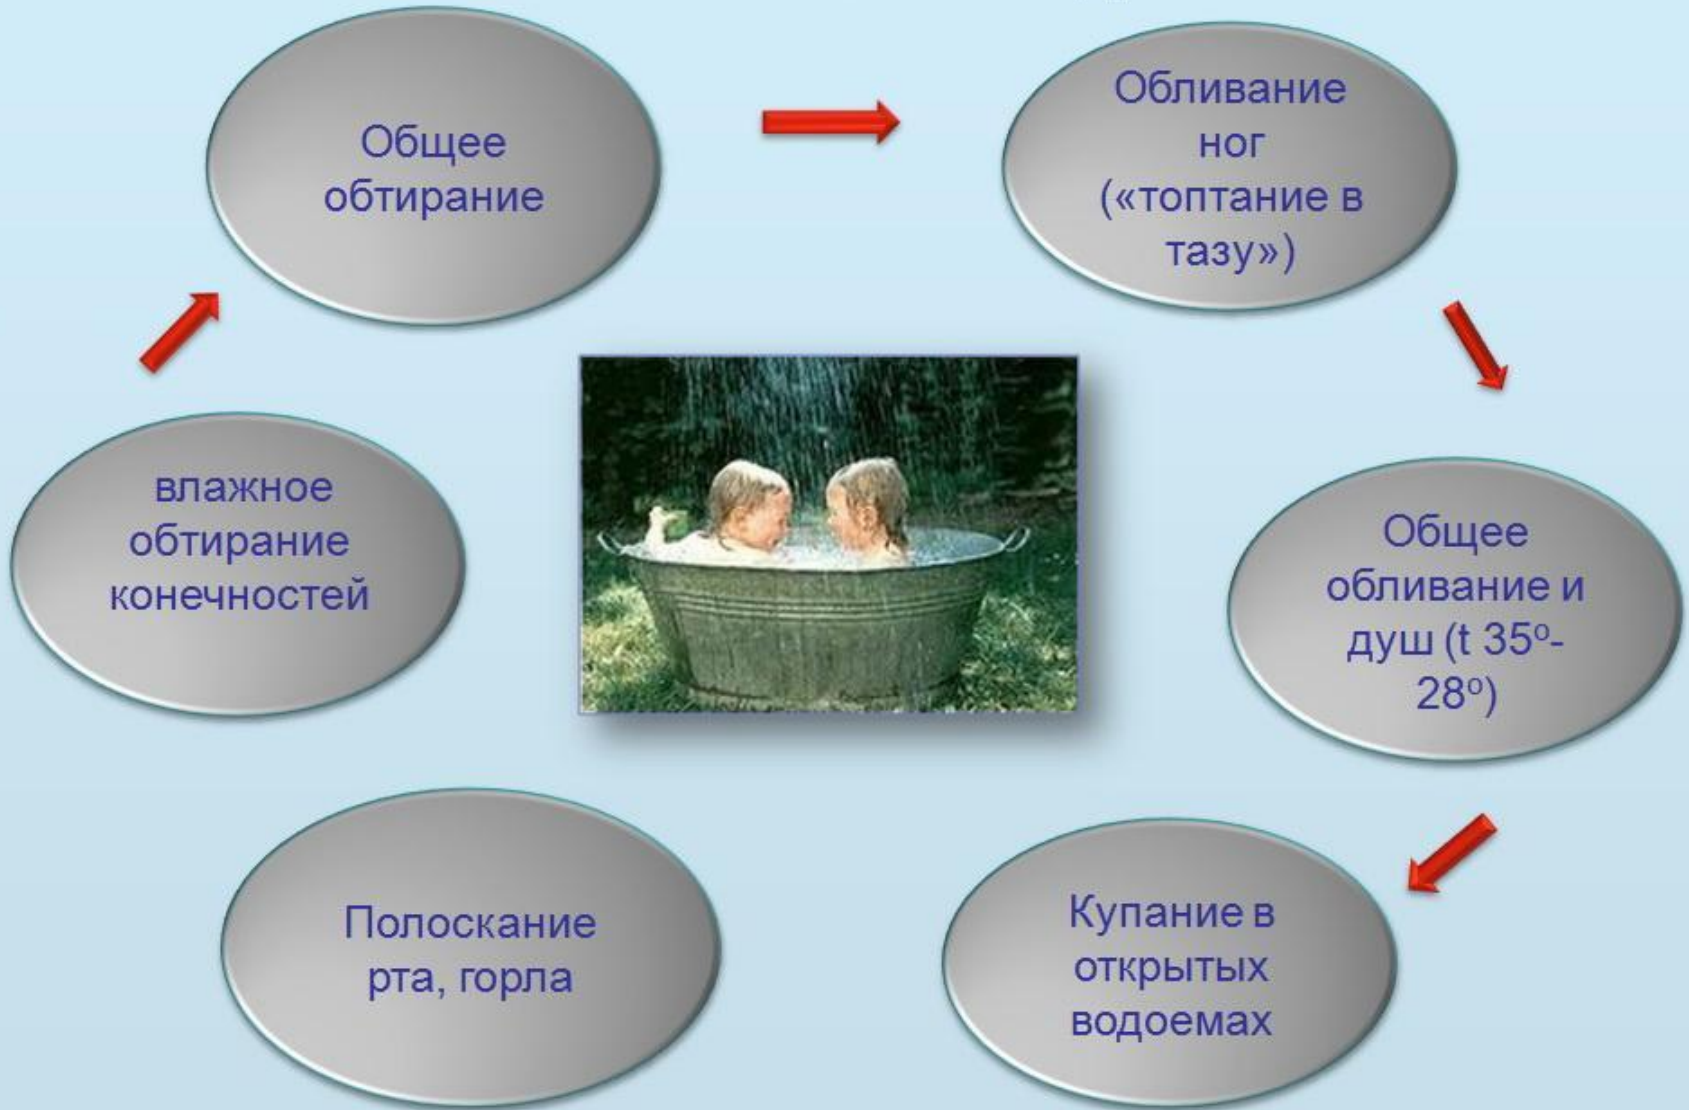 Общее
обтирание
Обливание
ног
(«топтание в
тазу»)
влажное
обтирание
конечностей
Общее
обливание и
душ (t 35º-
28º)
Полоскание
рта, горла
Купание в
открытых
водоемах